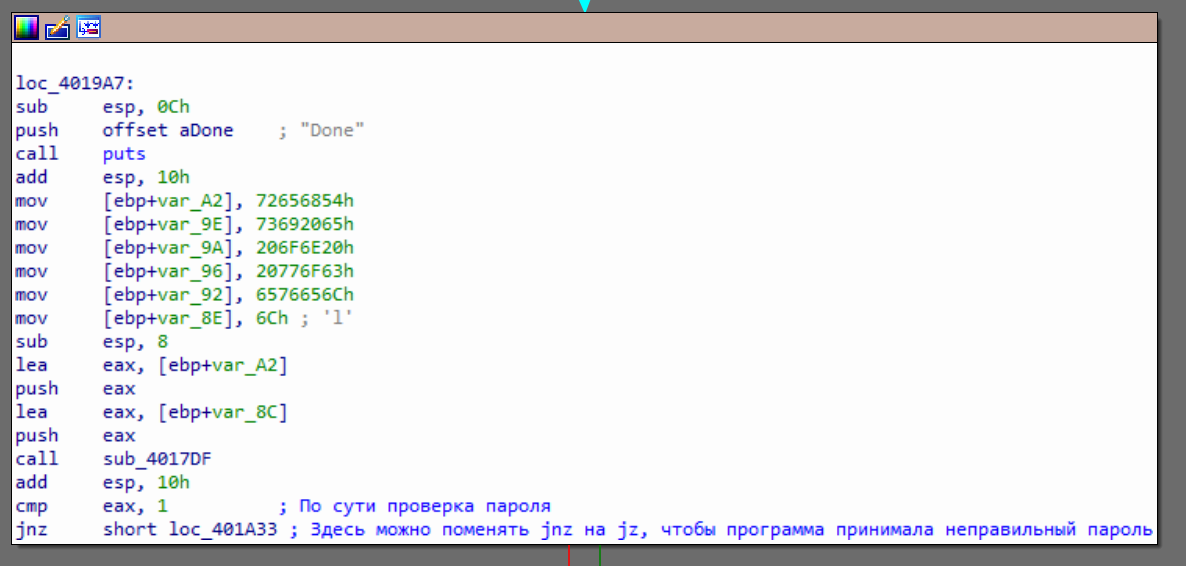 loc_4019A7:
sub esp, 0Ch
push offset aDone ; "Done"
call puts
add esp, 10h
mov [ebp+var_A2], 72656854h
mov [ebp+var_9E], 73692065h
mov [ebp+var_9A], 206F6E20h
mov [ebp+var_96], 20776F63h
mov [ebp+var_92], 6576656Ch
mov [ebp+var_8E], 6Ch ; 'l'
sub esp, 8
lea eax, [ebp+var_A2]
push eax
lea eax, [ebp+var_8C]
push eax
call sub_4017DF
add esp, 10h
cmp eax, 1 ; По сути проверка пароля
jnz short loc_401A33 ; Здесь можно поменять jnz на jz, чтобы программа принимала неправильный пароль